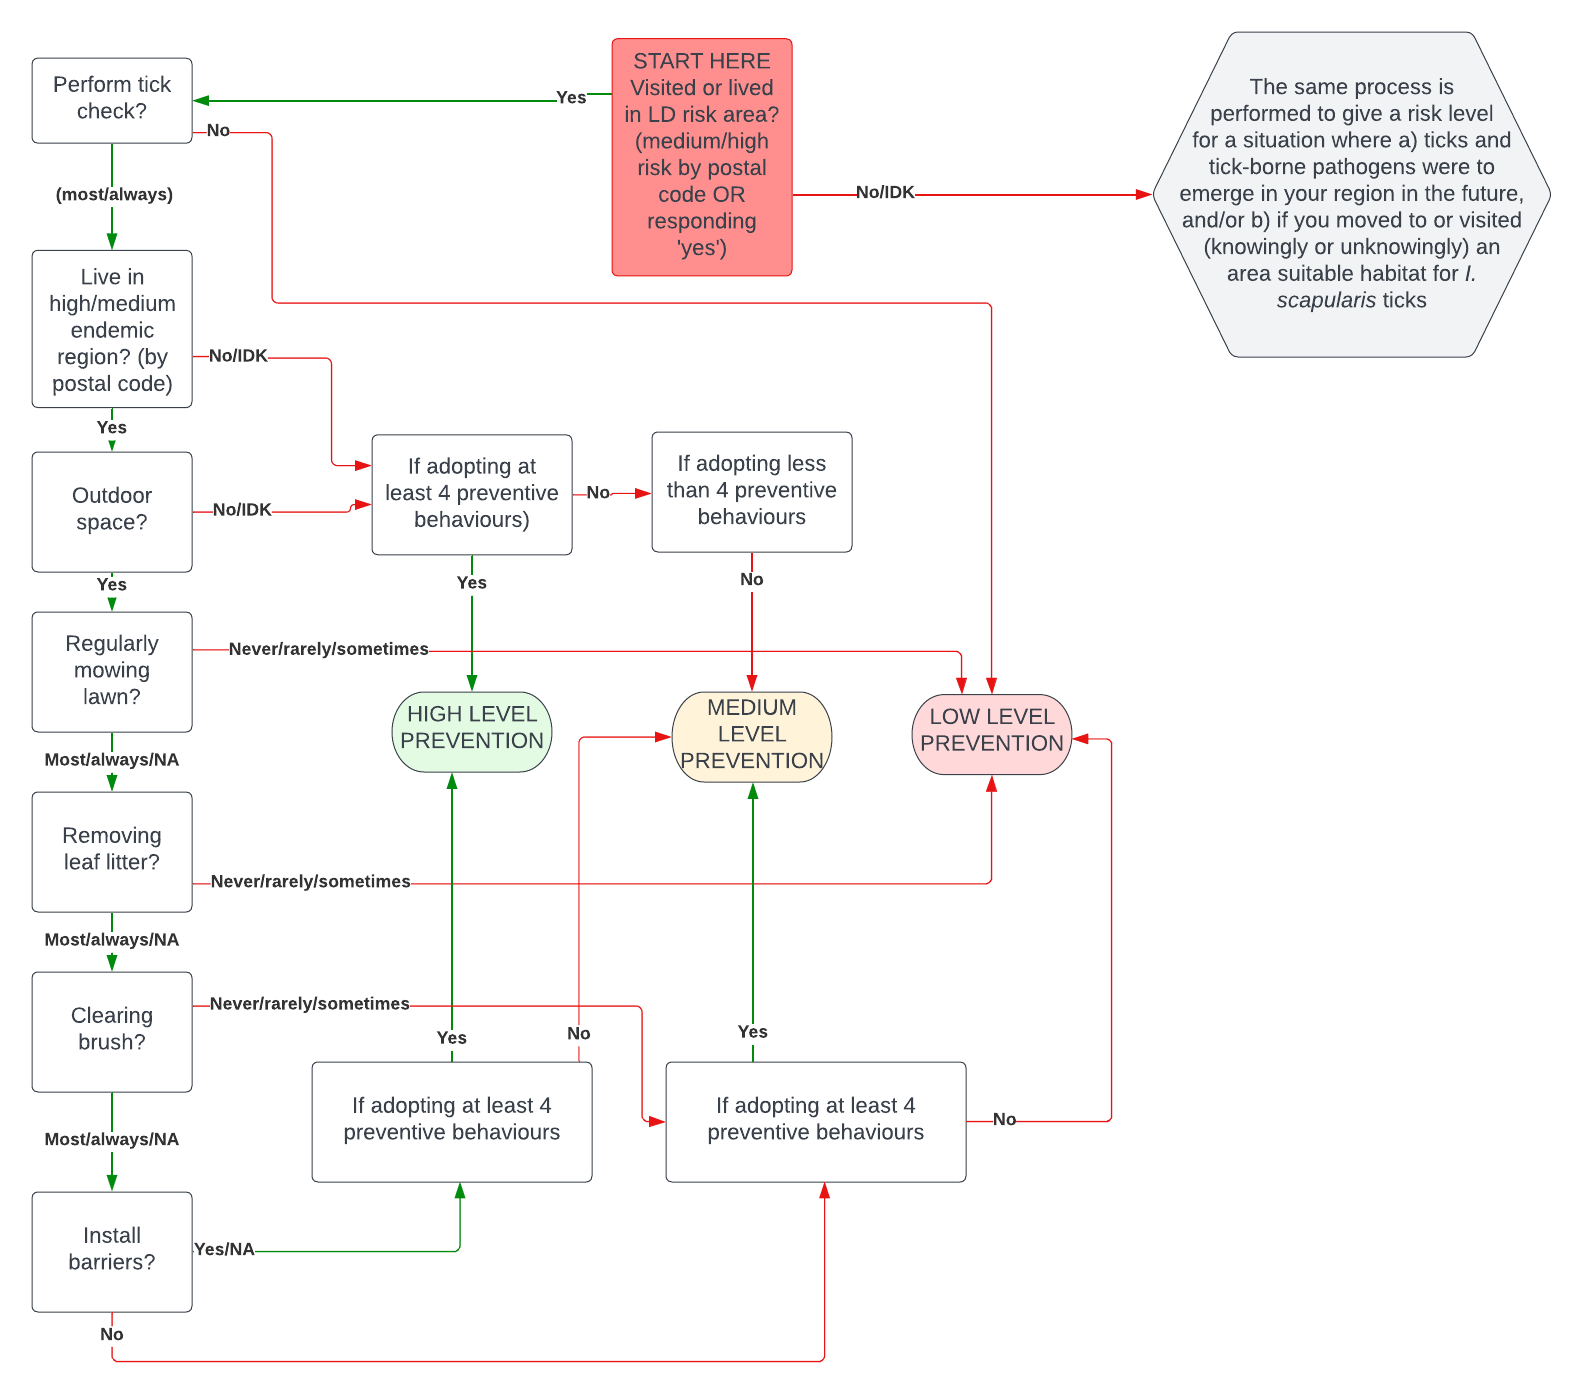 START HERE
Visited or lived
in LD risk area?
(medium/high
risk by postal
code OR
responding
'yes')
Yes
No/IDK
The same process is
performed to give a risk level
for a situation where a) ticks and
tick-borne pathogens were to
emerge in your region in the future,
and/or b) if you moved to or visited
(knowingly or unknowingly) an
area suitable habitat for I.
scapularis ticks
Perform tick
check?
No
(most/always)
Live in
high/medium
endemic
region? (by
postal code)
No/IDK
Yes
Outdoor
space?
No/IDK
Yes
If adopting at
least 4 preventive
behaviours)
No
If adopting less
than 4 preventive
behaviours
Yes
No
Regularly
mowing
lawn?
Never/rarely/sometimes
Most/always/NA
HIGH LEVEL
PREVENTION
MEDIUM
LEVEL
PREVENTION
LOW LEVEL
PREVENTION
Removing
leaf litter?
Never/rarely/sometimes
Most/always/NA
Clearing
brush?
Never/rarely/sometimes
Most/always/NA
Yes
No
Yes
If adopting at least 4
preventive behaviours
If adopting at least 4
preventive behaviours
No
Install
barriers?
Yes/NA
No